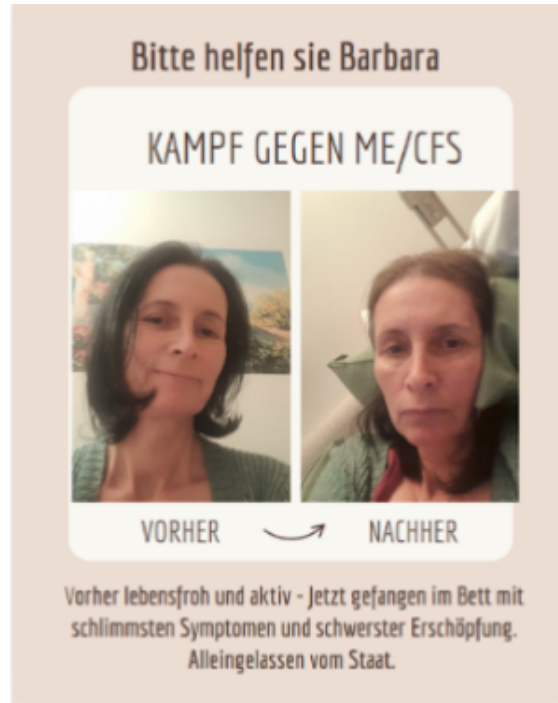 Bitte helfen sie Barbara
KAMPF GEGEN ME/CFS
VORHER
NACHHER
Vorher lebensfroh und aktiv - Jetzt gefangen im Bett mit
schlimmsten Symptomen und schwerster Erschöpfung.
Alleingelassen vom Staat.